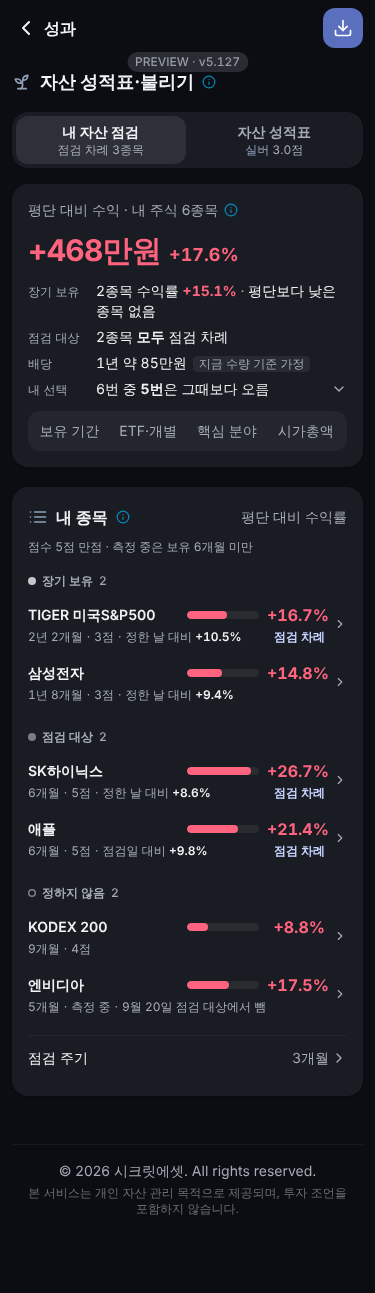 성과
PREVIEW · v5.127
자산 성적표·불리기
내 자산 점검
점검 차례 3종목
자산 성적표
실버 3.0점
평단 대비 수익 · 내 주식 6종목
+468만원 +17.6%
장기 보유 2종목 수익률 +15.1% · 평단보다 낮은
종목 없음
점검 대상 2종목 모두 점검 차례
배당 1년 약 85만원 지금 수량 기준 가정
내 선택 6번 중 5번은 그때보다 오름
보유 기간 ETF·개별 핵심 분야 시가총액
내 종목 평단 대비 수익률
점수 5점 만점 · 측정 중은 보유 6개월 미만
장기 보유 2
TIGER 미국S&P500 +16.7%
2년 2개월 · 3점 · 정한 날 대비 +10.5% 점검 차례
삼성전자 +14.8%
1년 8개월 · 3점 · 정한 날 대비 +9.4%
점검 대상 2
SK하이닉스 +26.7%
6개월 · 5점 · 정한 날 대비 +8.6% 점검 차례
애플 +21.4%
6개월 · 5점 · 점검일 대비 +9.8% 점검 차례
정하지 않음 2
KODEX 200 +8.8%
9개월 · 4점
엔비디아 +17.5%
5개월 · 측정 중 · 9월 20일 점검 대상에서 뺌
점검 주기 3개월
© 2026 시크릿에셋. All rights reserved.
본 서비스는 개인 자산 관리 목적으로 제공되며, 투자 조언을
포함하지 않습니다.